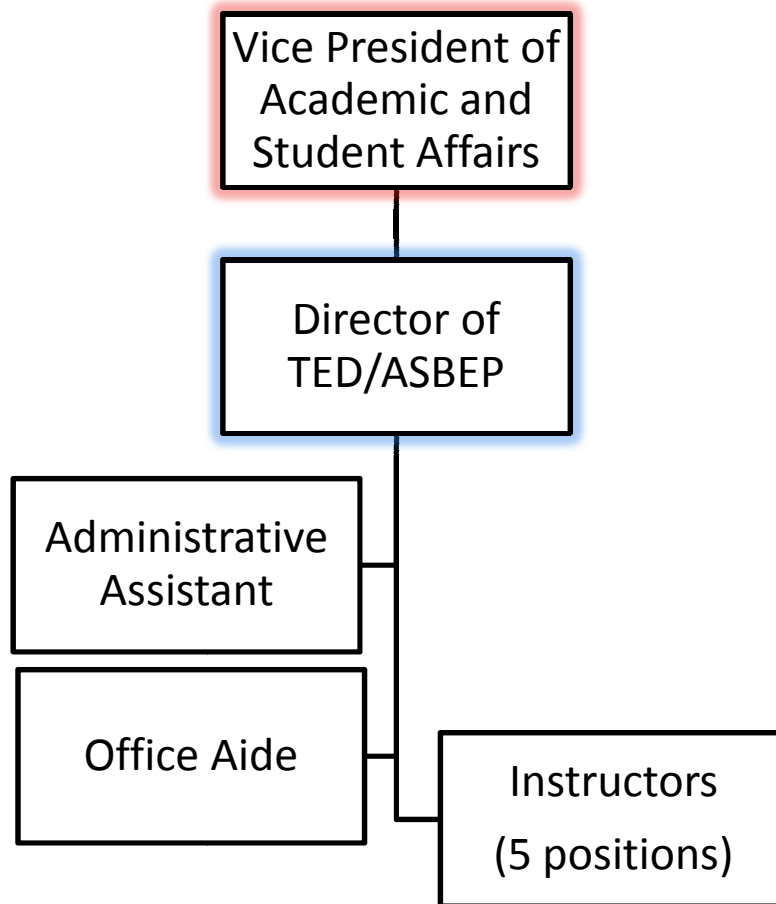 Vice President of
Academic and
Student Affairs
Director of
TED/ASBEP
Administrative
Assistant
Office Aide
Instructors
(5 positions)